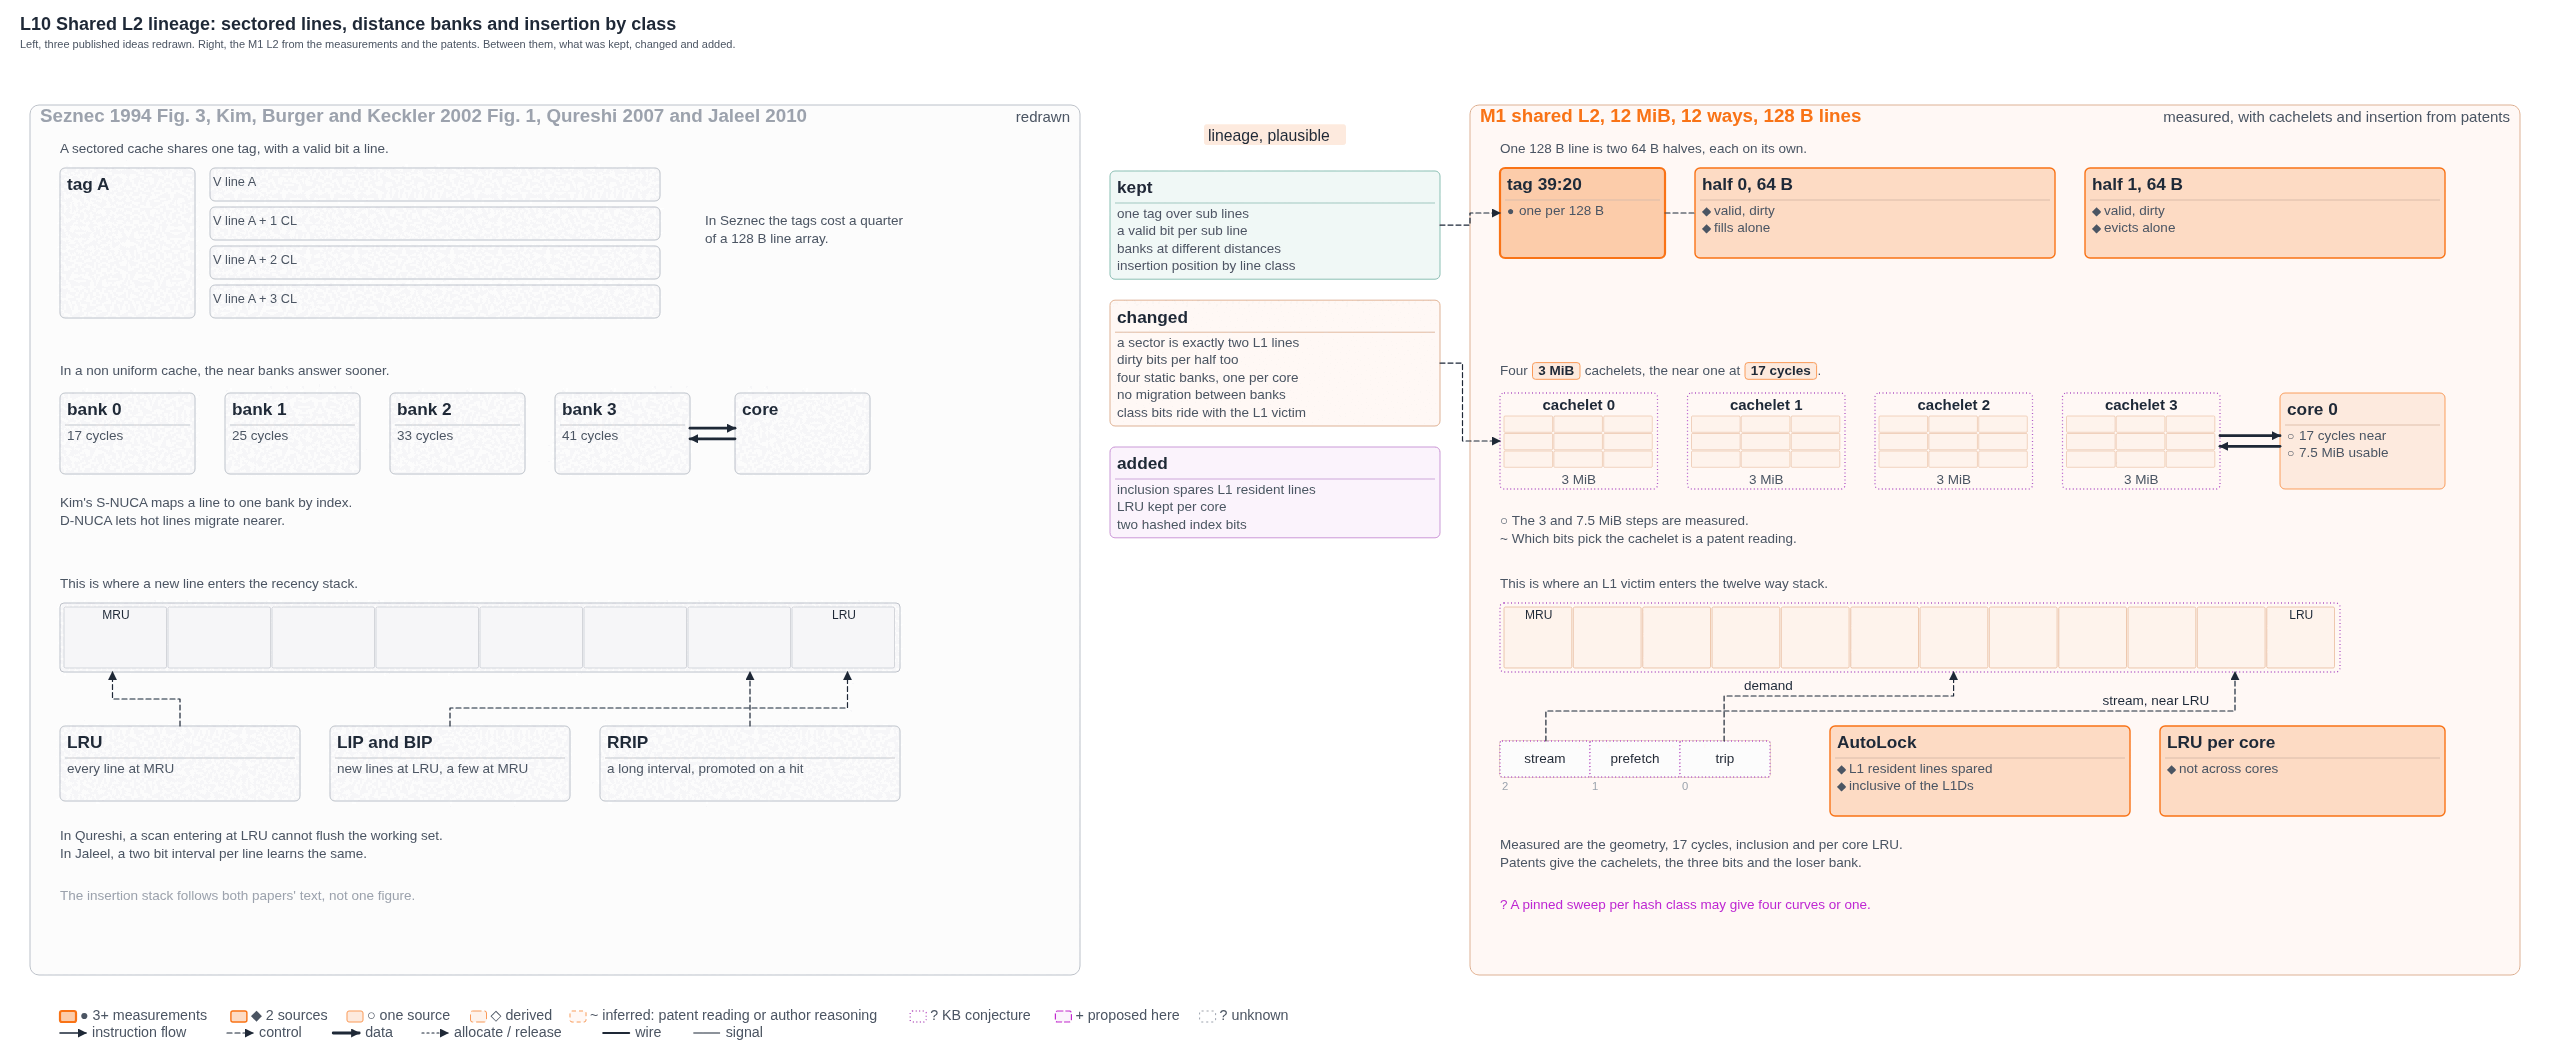 L10 Shared L2 lineage: sectored lines, distance banks and insertion by class
Left, three published ideas redrawn. Right, the M1 L2 from the measurements and the patents. Between them, what was kept, changed and added.
Seznec 1994 Fig. 3, Kim, Burger and Keckler 2002 Fig. 1, Qureshi 2007 and Jaleel 2010
redrawn
A sectored cache shares one tag, with a valid bit a line.
tag A
V line A
V line A + 1 CL
V line A + 2 CL
V line A + 3 CL
In Seznec the tags cost a quarter
of a 128 B line array.
In a non uniform cache, the near banks answer sooner.
bank 0
17 cycles
bank 1
25 cycles
bank 2
33 cycles
bank 3
41 cycles
core
Kim's S-NUCA maps a line to one bank by index.
D-NUCA lets hot lines migrate nearer.
This is where a new line enters the recency stack.
MRU
LRU
LRU
every line at MRU
LIP and BIP
new lines at LRU, a few at MRU
RRIP
a long interval, promoted on a hit
In Qureshi, a scan entering at LRU cannot flush the working set.
In Jaleel, a two bit interval per line learns the same.
The insertion stack follows both papers' text, not one figure.
lineage, plausible
kept
one tag over sub lines
a valid bit per sub line
banks at different distances
insertion position by line class
changed
a sector is exactly two L1 lines
dirty bits per half too
four static banks, one per core
no migration between banks
class bits ride with the L1 victim
added
inclusion spares L1 resident lines
LRU kept per core
two hashed index bits
M1 shared L2, 12 MiB, 12 ways, 128 B lines
measured, with cachelets and insertion from patents
One 128 B line is two 64 B halves, each on its own.
tag 39:20
● one per 128 B
half 0, 64 B
◆ valid, dirty
◆ fills alone
half 1, 64 B
◆ valid, dirty
◆ evicts alone
Four 3 MiB cachelets, the near one at 17 cycles.
cachelet 0
3 MiB
cachelet 1
3 MiB
cachelet 2
3 MiB
cachelet 3
3 MiB
core 0
○ 17 cycles near
○ 7.5 MiB usable
○ The 3 and 7.5 MiB steps are measured.
~ Which bits pick the cachelet is a patent reading.
This is where an L1 victim enters the twelve way stack.
MRU
LRU
demand
stream, near LRU
stream
prefetch
trip
2
1
0
AutoLock
◆ L1 resident lines spared
◆ inclusive of the L1Ds
LRU per core
◆ not across cores
Measured are the geometry, 17 cycles, inclusion and per core LRU.
Patents give the cachelets, the three bits and the loser bank.
? A pinned sweep per hash class may give four curves or one.
● 3+ measurements ◆ 2 sources ○ one source ◇ derived ~ inferred: patent reading or author reasoning ? KB conjecture + proposed here ? unknown
instruction flow control data allocate / release wire signal